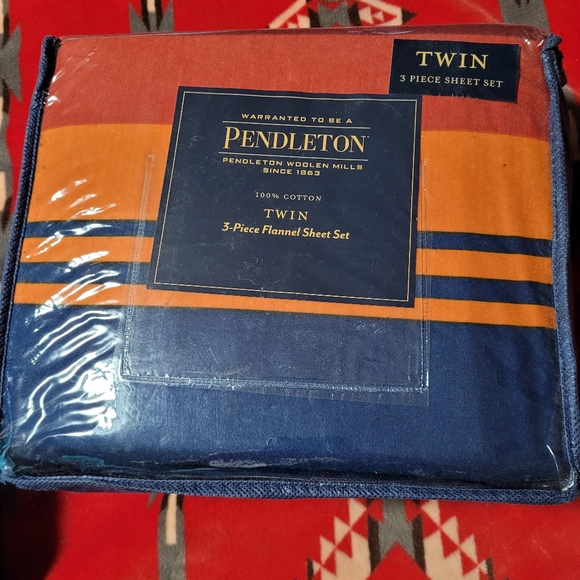 TWIN
3 PIECE SHEET SET
WARRANTED TO BE A
PENDLETON
PENDLETON WOOLEN MILLS
SINCE 1863
100% COTTON
TWIN
3-Piece Flannel Sheet Set